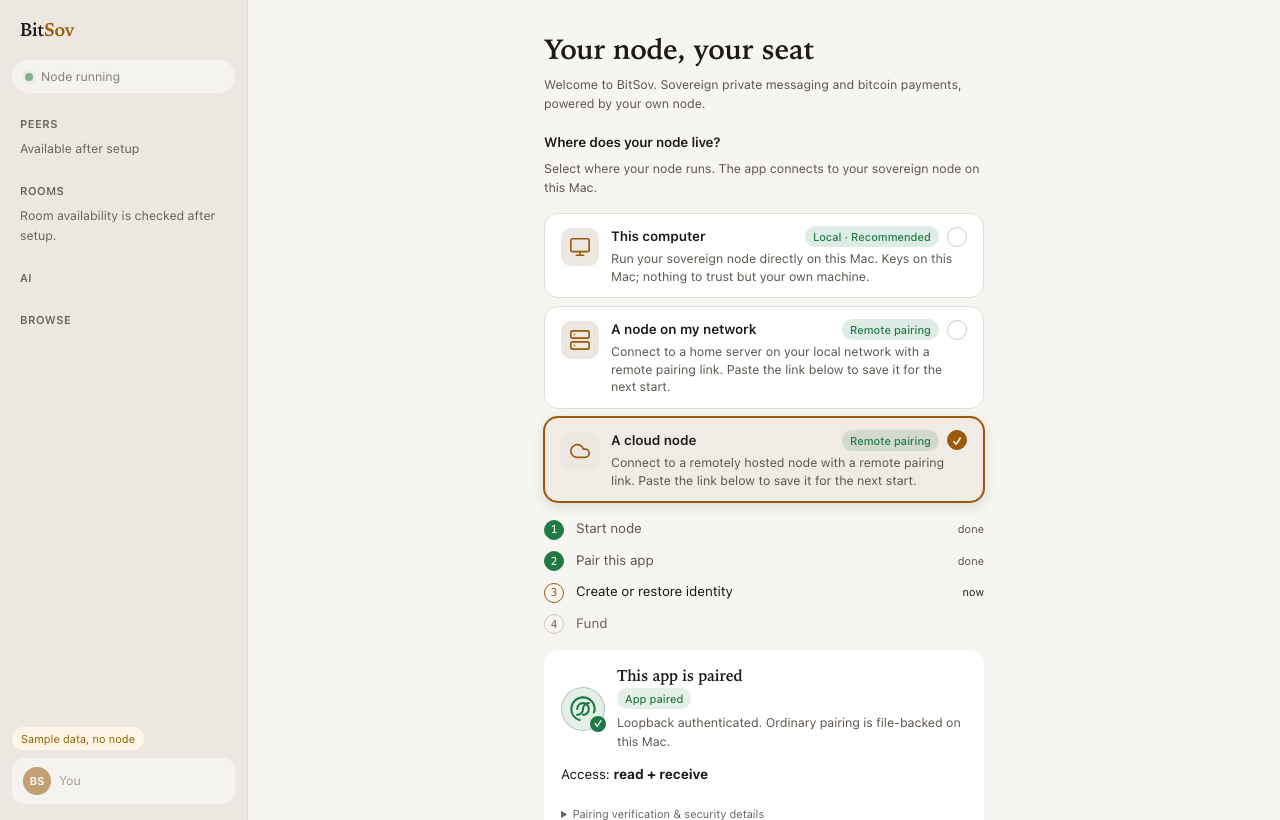 BitSov
Node running
PEERS
Available after setup
ROOMS
Room availability is checked after
setup.
AI
BROWSE
Sample data, no node
BS
You
Your node, your seat
Welcome to BitSov. Sovereign private messaging and bitcoin payments,
powered by your own node.
Where does your node live?
Select where your node runs. The app connects to your sovereign node on
this Mac.
This computer
Local · Recommended
Run your sovereign node directly on this Mac. Keys on this
Mac; nothing to trust but your own machine.
A node on my network
Remote pairing
Connect to a home server on your local network with a
remote pairing link. Paste the link below to save it for the
next start.
A cloud node
Remote pairing
Connect to a remotely hosted node with a remote pairing
link. Paste the link below to save it for the next start.
1 Start node done
2 Pair this app done
3 Create or restore identity now
4 Fund
This app is paired
App paired
Loopback authenticated. Ordinary pairing is file-backed on
this Mac.
Access: read + receive
Pairing verification & security details